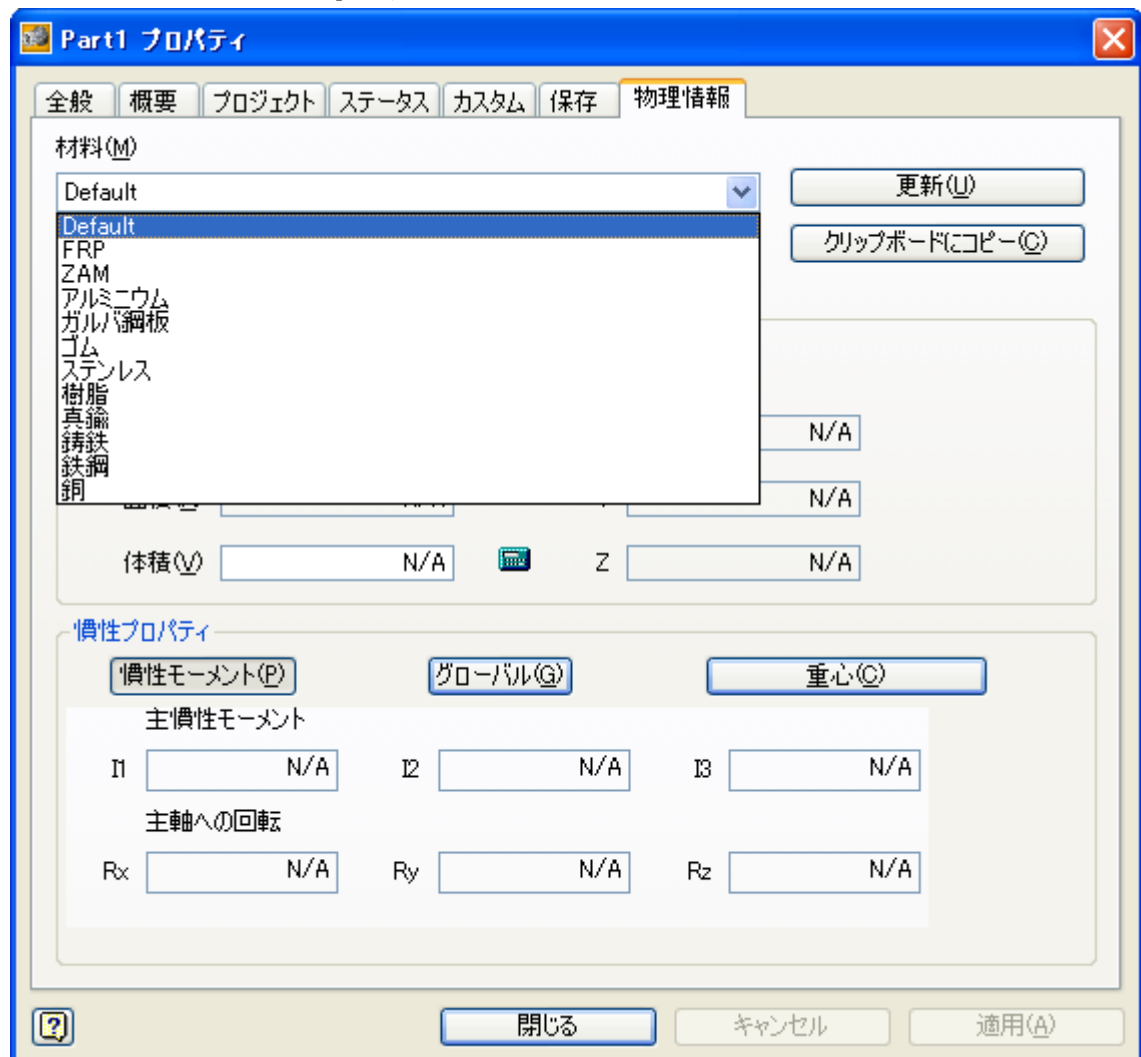 Part1 プロパティ
全般 概要 プロジェクト ステータス カスタム 保存 物理情報
材料(M)
Default 更新(U)
Default
FRP クリップボードにコピー(C)
ZAM
アルミニウム
ガルバ鋼板
ゴム
ステンレス
樹脂
真鍮
鋳鉄 N/A
鉄鋼
銅
N/A
体積(V) N/A Z N/A
慣性プロパティ
慣性モーメント(P) グローバル(G) 重心(C)
主慣性モーメント
I1 N/A I2 N/A I3 N/A
主軸への回転
Rx N/A Ry N/A Rz N/A
閉じる キャンセル 適用(A)